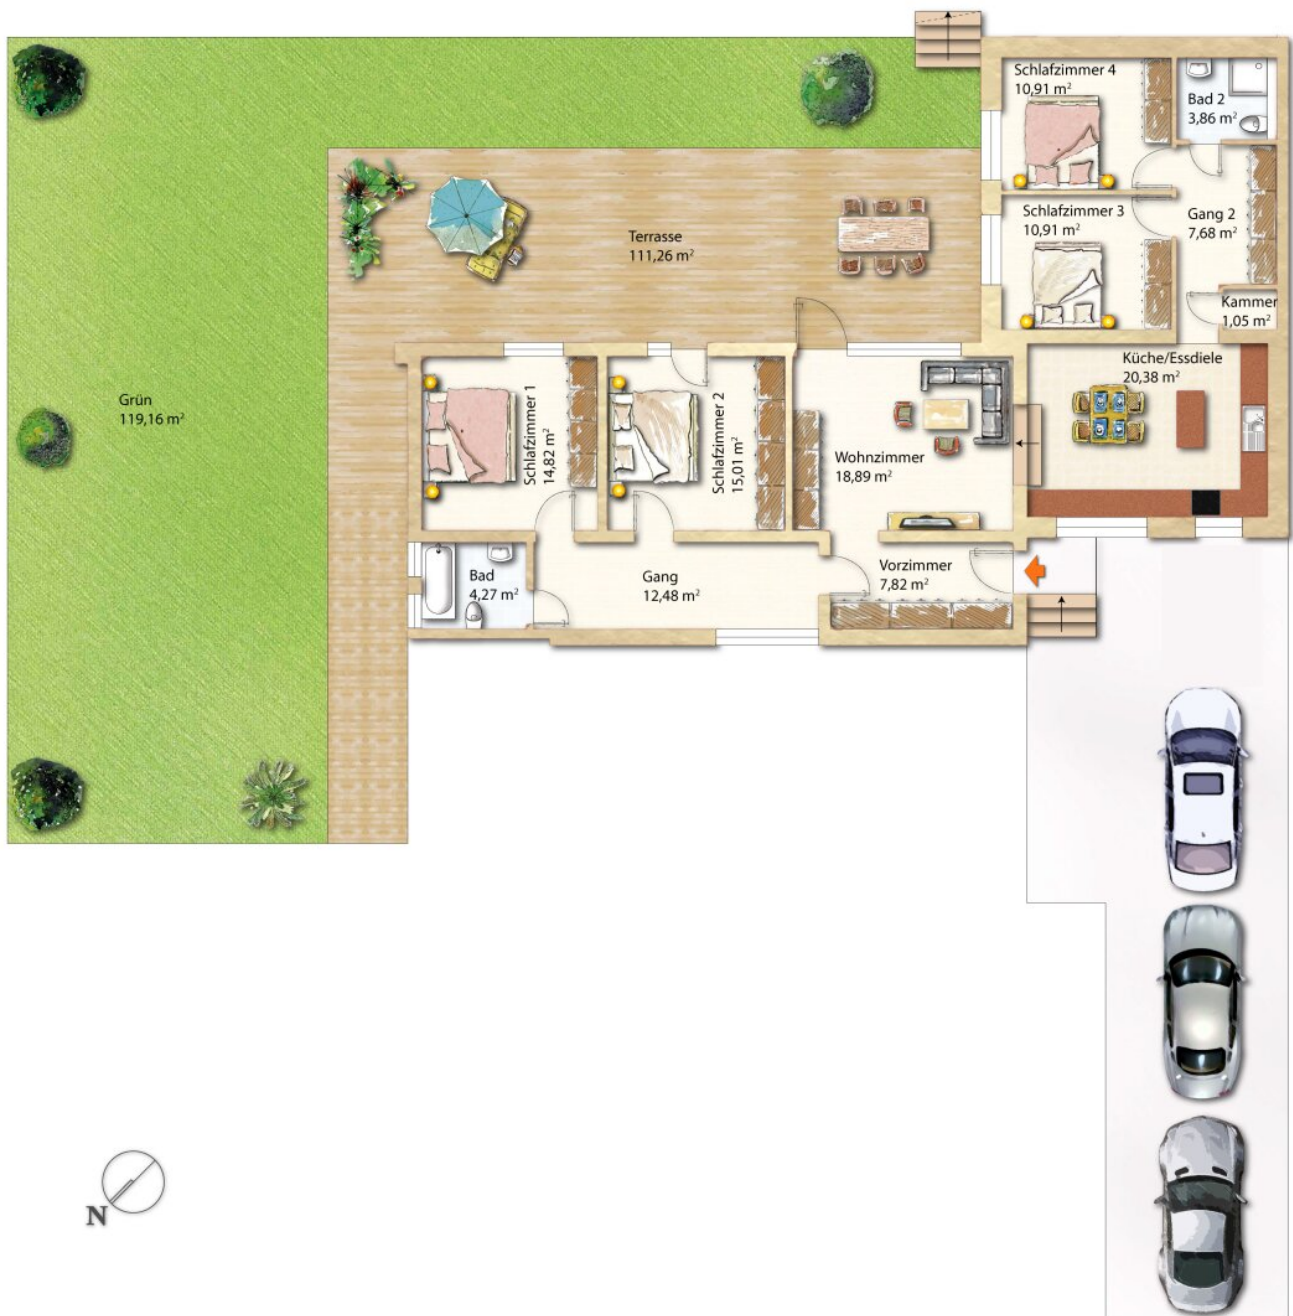 Schlafzimmer 4
10,91 m²
Bad 2
3,86 m²
Schlafzimmer 3
10,91 m²
Gang 2
7,68 m²
Terrasse
111,26 m²
Kammer
1,05 m²
Küche/Essdiele
20,38 m²
Grün
119,16 m²
Schlafzimmer 1
14,82 m²
Schlafzimmer 2
15,01 m²
Wohnzimmer
18,89 m²
Bad
4,27 m²
Gang
12,48 m²
Vorzimmer
7,82 m²
N